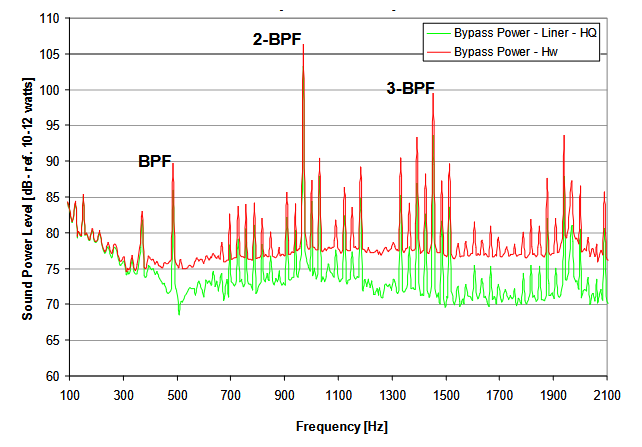 Bypass Power - Liner - HQ
Bypass Power - Hw
2-BPF
3-BPF
BPF
Sound Power Level [dB - ref. 10-12 watts]
110
105
100
95
90
85
80
75
70
65
60
100 300 500 700 900 1100 1300 1500 1700 1900 2100
Frequency [Hz]